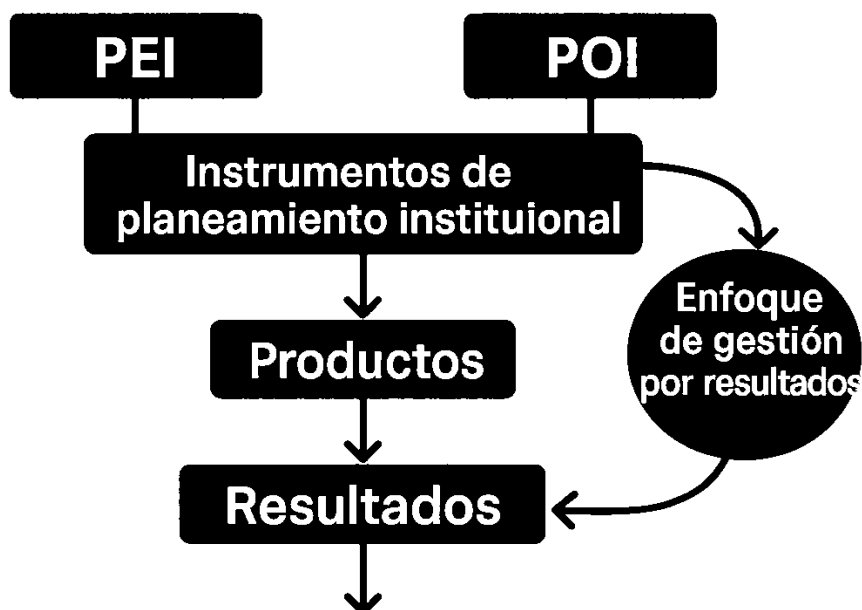 PEI
POI
Instrumentos de
planeamiento instituional
Productos
Enfoque
de gestión
por resultados
Resultados